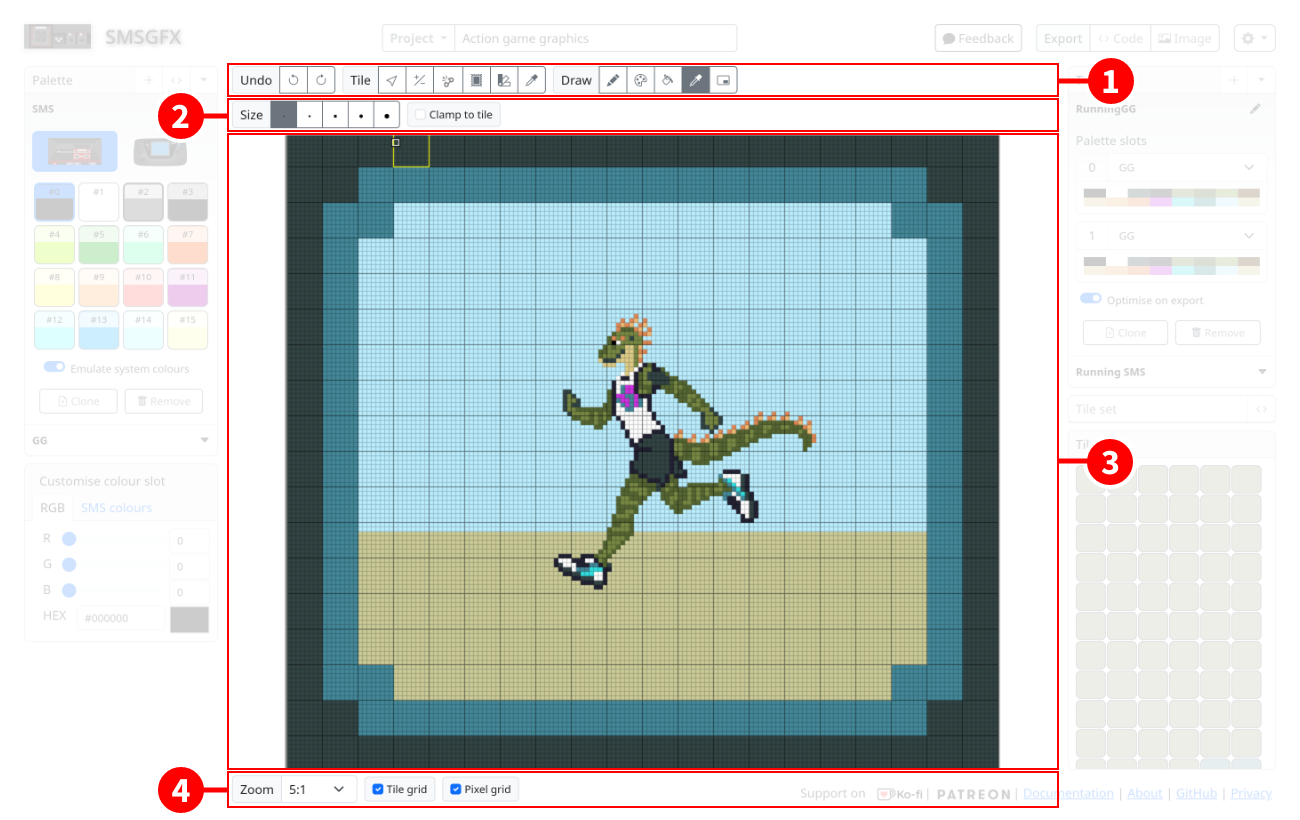 SMSGFX
Project
Action game graphics
Feedback
Export
Code
Image
Palette
Undo
Tile
Draw
1
SMS
2
Size
Clamp to tile
RunningGG
Palette slots
0 GG
#0 #1 #2 #3
#4 #5 #6 #7
1 GG
#8 #9 #10 #11
#12 #13 #14 #15
Optimise on export
Clone
Remove
Emulate system colours
Running SMS
Clone
Remove
Tile set
GG
Til
3
Customise colour slot
RGB
SMS colours
R 0
G 0
B 0
HEX #000000
4
Zoom 5:1
Tile grid
Pixel grid
Support on Ko-fi | PATREON | Documentation | About | GitHub | Privacy